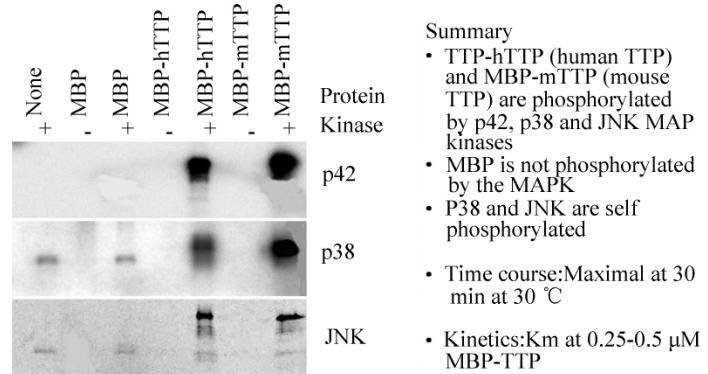 None
MBP
MBP
MBP-hTTP
MBP-hTTP
MBP-mTTP
MBP-mTTP
Protein
Kinase
+ - + - + - +
p42
p38
JNK
Summary
• TTP-hTTP (human TTP)
and MBP-mTTP (mouse
TTP) are phosphorylated
by p42, p38 and JNK MAP
kinases
• MBP is not phosphorylated
by the MAPK
• P38 and JNK are self
phosphorylated
• Time course:Maximal at 30
min at 30 ℃
• Kinetics:Km at 0.25-0.5 μM
MBP-TTP